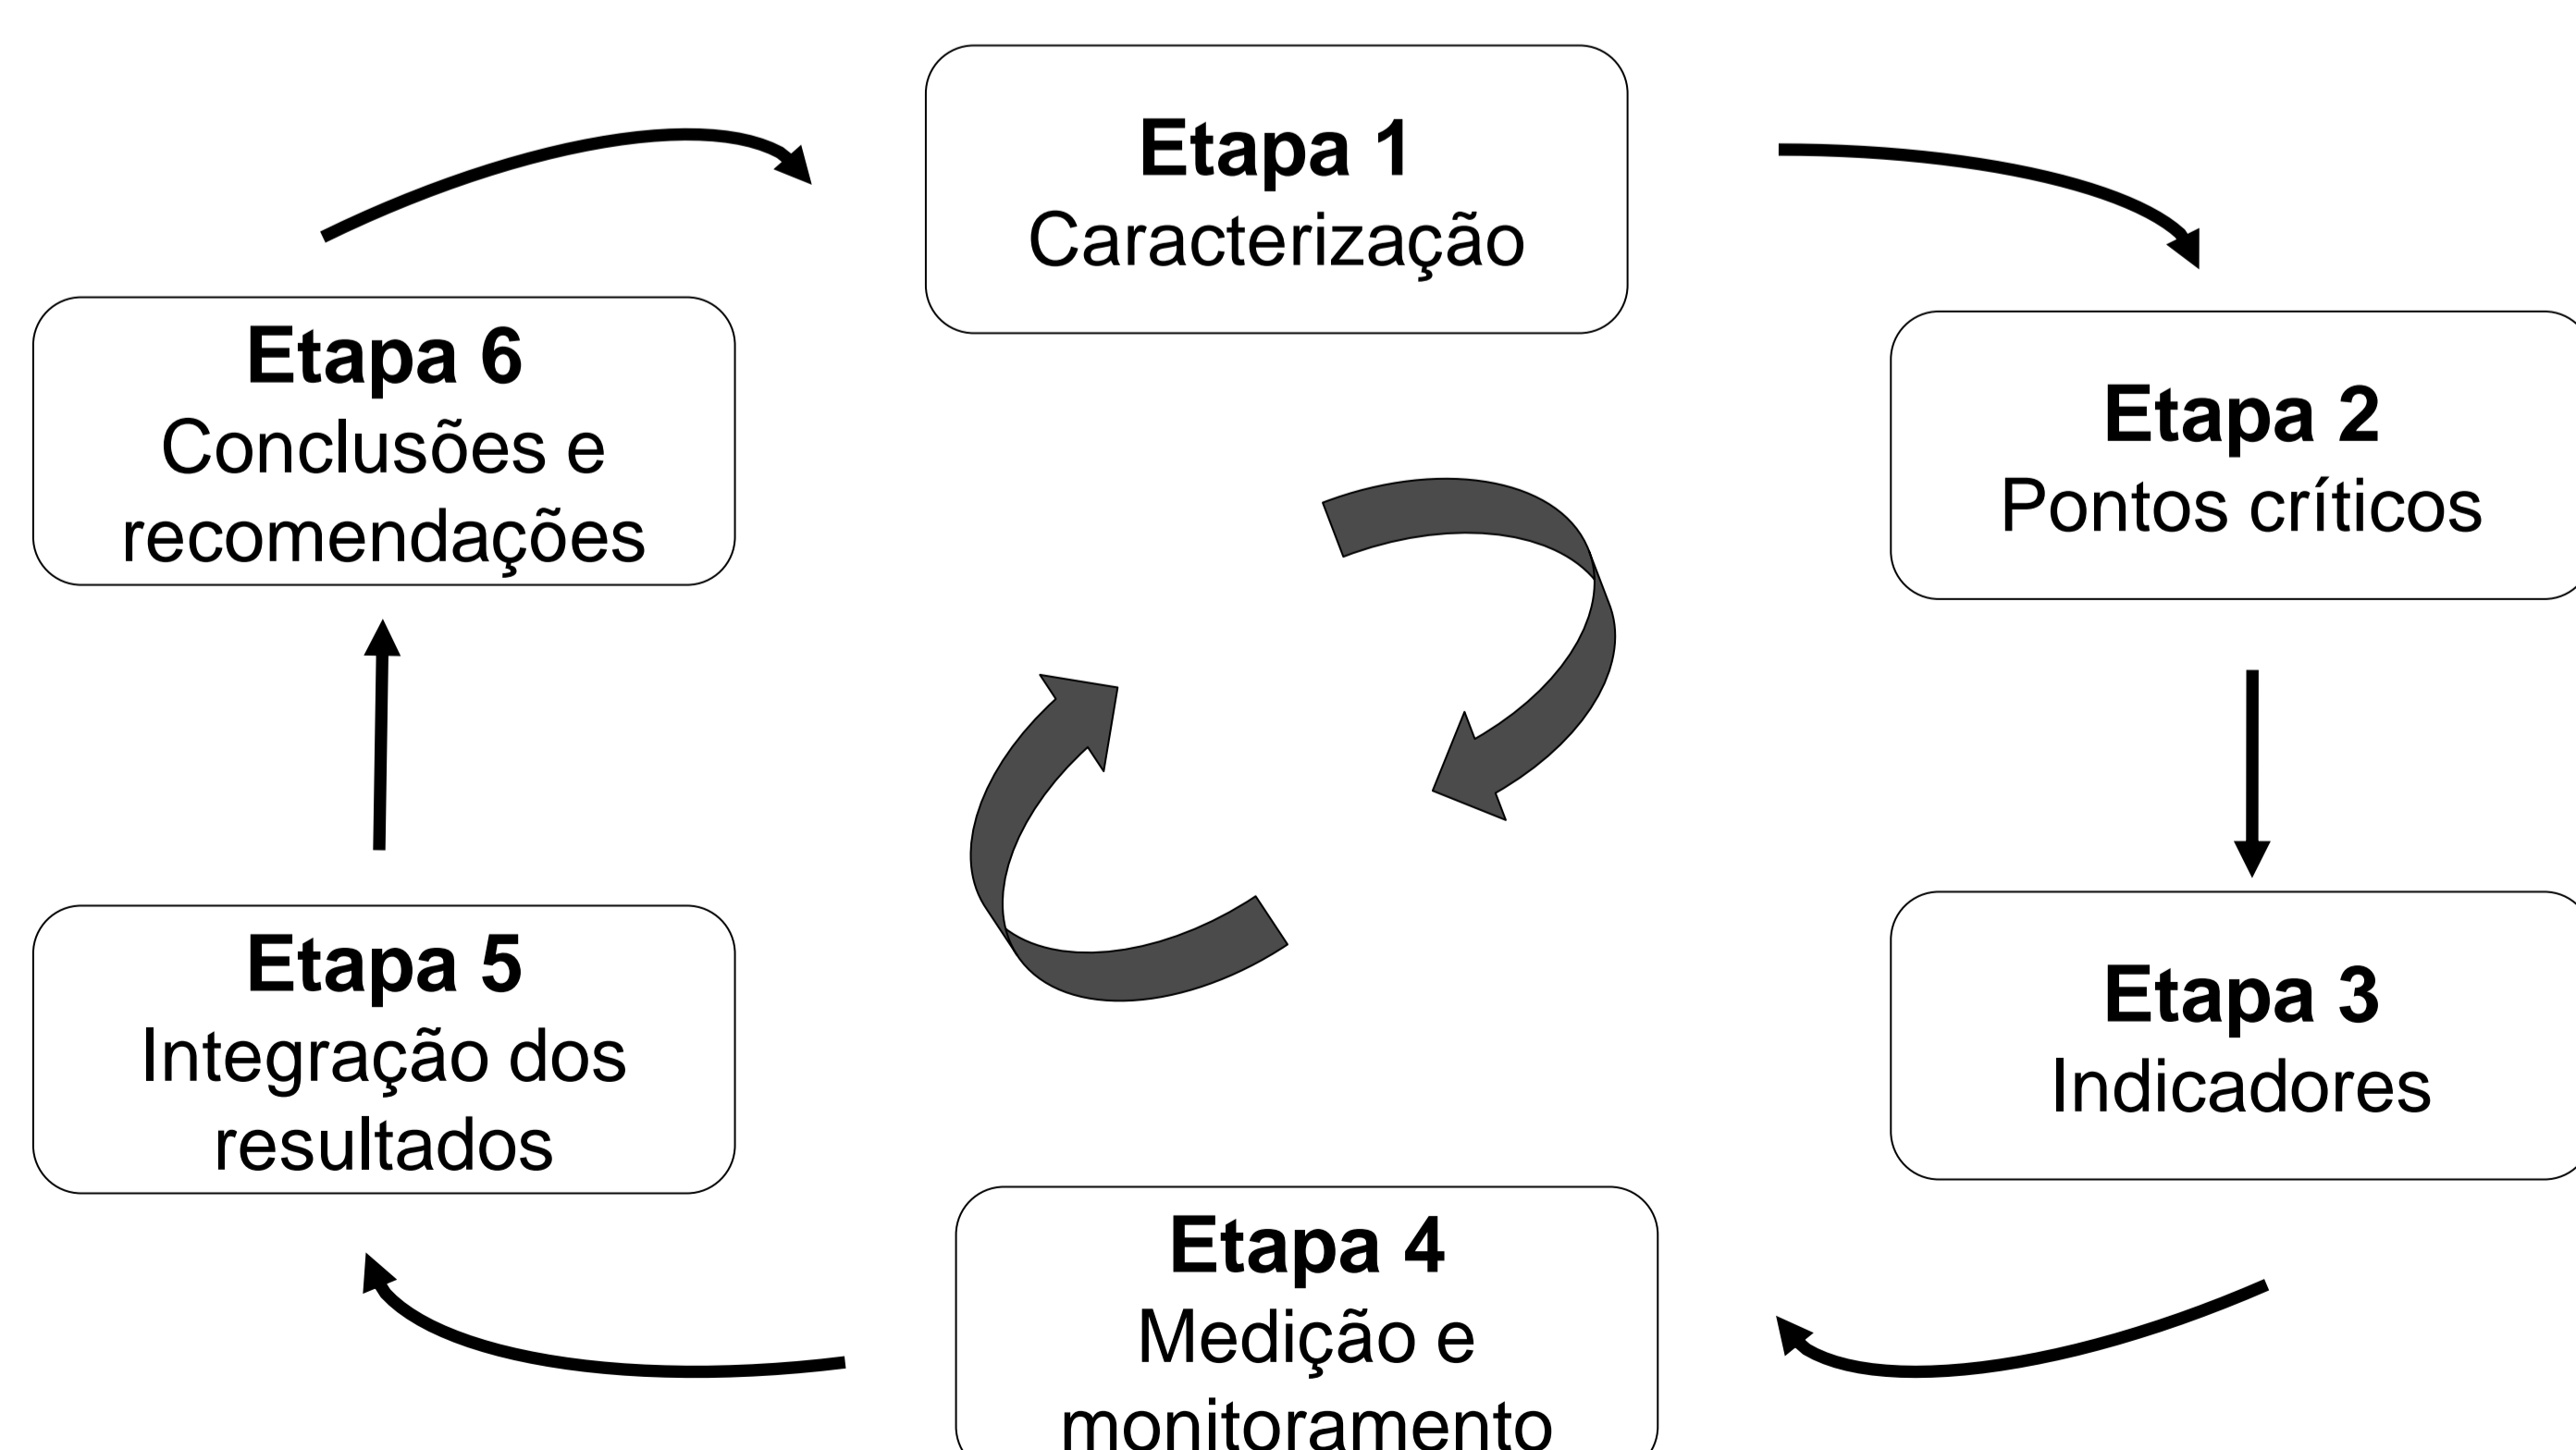 Etapa 1
Caracterização
Etapa 2
Pontos críticos
Etapa 3
Indicadores
Etapa 4
Medição e
monitoramento
Etapa 5
Integração dos
resultados
Etapa 6
Conclusões e
recomendações